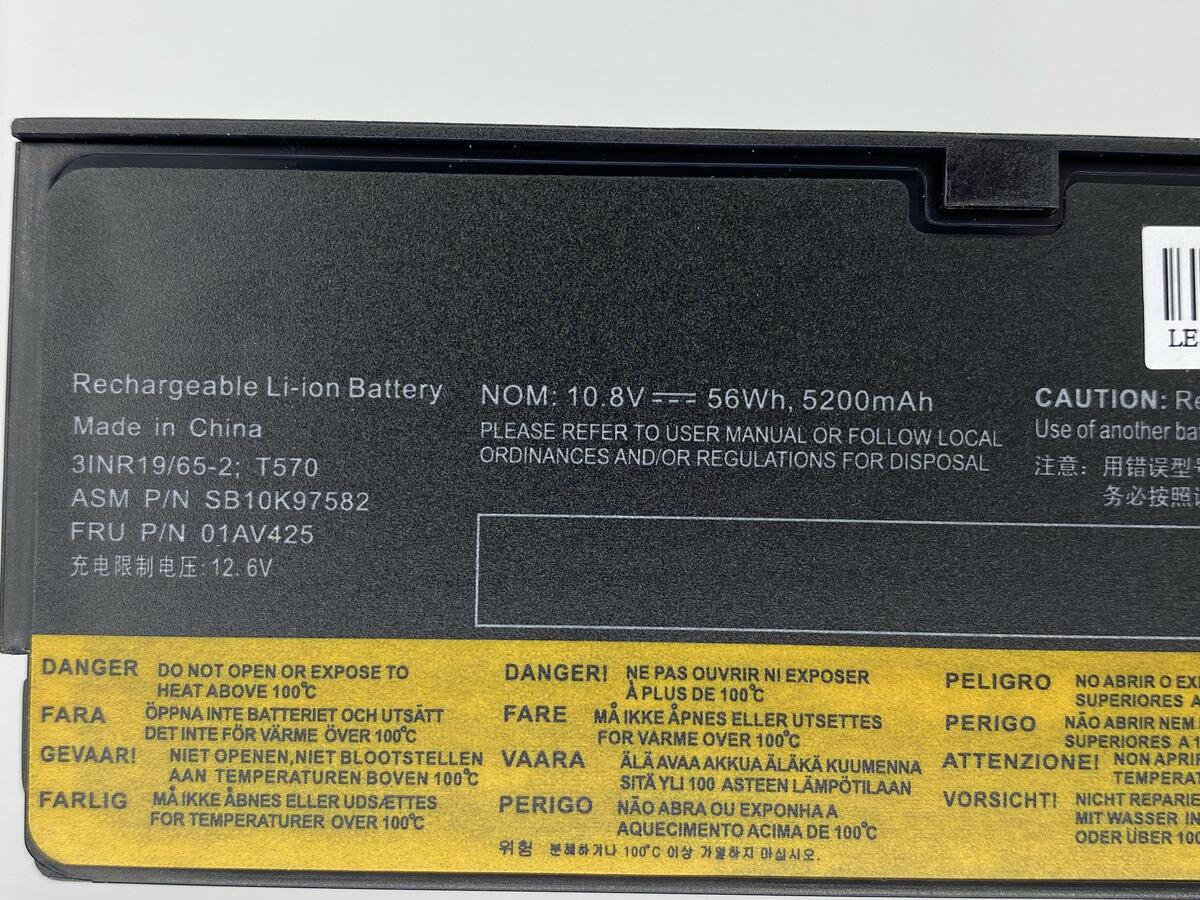 LE
Rechargeable Li-ion Battery
Made in China
3INR19/65-2; T570
ASM P/N SB10K97582
FRU P/N 01AV425
充电限制电压:12.6V
NOM: 10.8V 56Wh, 5200mAh
PLEASE REFER TO USER MANUAL OR FOLLOW LOCAL
ORDINANCES AND/OR REGULATIONS FOR DISPOSAL
CAUTION:
Use of another
注意: 用错误型
务必按照
DANGER DO NOT OPEN OR EXPOSE TO
HEAT ABOVE 100°C
FARA ÖPPNA INTE BATTERIET OCH UTSÄTT
DET INTE FÖR VÄRME ÖVER 100°C
GEVAAR! NIET OPENEN,NIET BLOOTSTELLEN
AAN TEMPERATUREN BOVEN 100°C
FARLIG MÅ IKKE ÅBNES ELLER UDSÆTTES
FOR TEMPERATURER OVER 100°C
DANGER! NE PAS OUVRIR NI EXPOSER
À PLUS DE 100°C
FARE MÅ IKKE ÅPNES ELLER UTSETTES
FOR VARME OVER 100°C
VAARA ÄLÄ AVAA AKKUA ÄLÄKÄ KUUMENNA
SITÄ YLI 100 ASTEEN LÄMPÖTILAAN
PERIGO NÃO ABRA OU EXPONHA A
AQUECIMENTO ACIMA DE 100°C
위험 분해하거나 100°C 이상 가열하지 마십시오.
PELIGRO NO ABRIR O
SUPERIORES A
PERIGO NÃO ABRIR NEM
SUPERIORES A
ATTENZIONE! NON
VORSICHT! NICHT
MIT WASSER IN
ODER ÜBER